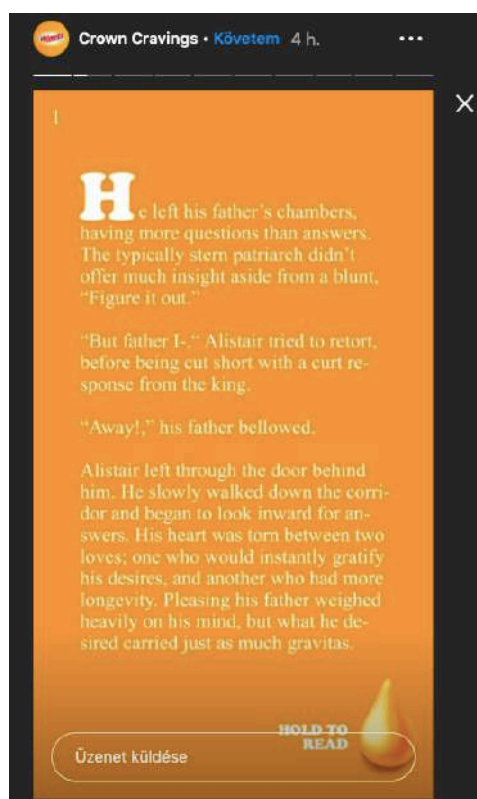 Crown Cravings • Követem 4 h.
1
He left his father's chambers,
having more questions than answers.
The typically stern patriarch didn't
offer much insight aside from a blunt,
“Figure it out.”
“But father I-,“ Alistair tried to retort,
before being cut short with a curt re-
sponse from the king.
“Away!,” his father bellowed.
Alistair left through the door behind
him. He slowly walked down the corri-
dor and began to look inward for an-
swers. His heart was torn between two
loves; one who would instantly gratify
his desires, and another who had more
longevity. Pleasing his father weighed
heavily on his mind, but what he de-
sired carried just as much gravitas.
HOLD TO
READ
Üzenet küldése